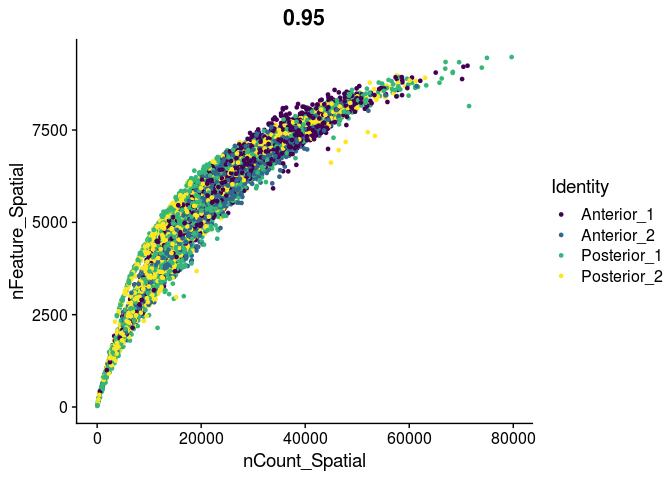 0.95
nFeature_Spatial
7500
5000
2500
0
0 20000 40000 60000 80000
nCount_Spatial
Identity
Anterior_1
Anterior_2
Posterior_1
Posterior_2